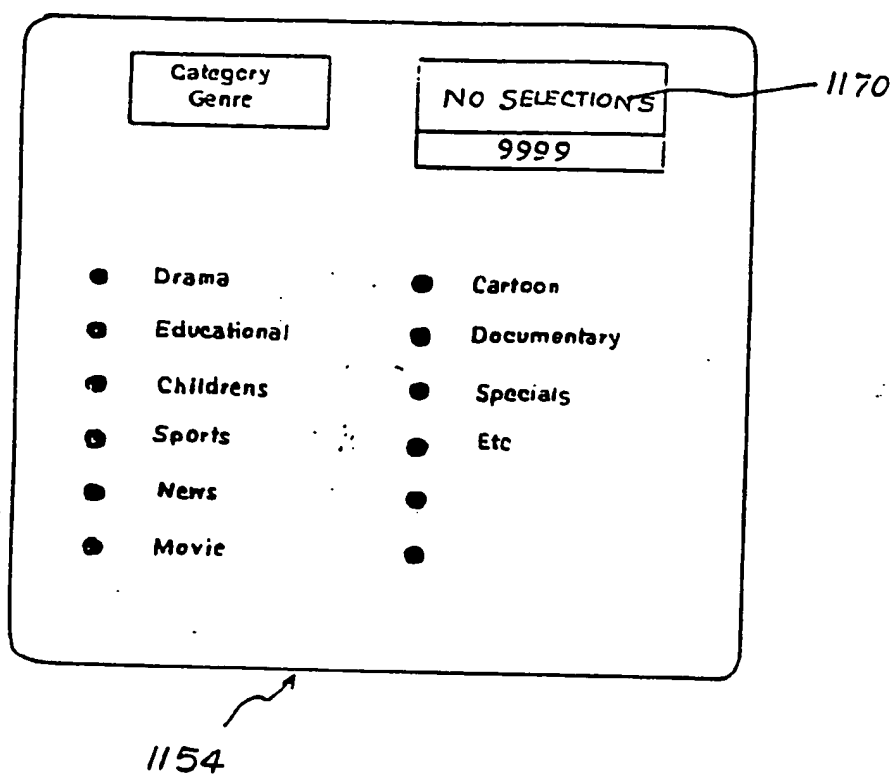 Category
Genre
NO SELECTIONS
1170
9999
Drama
Educational
Childrens
Sports
News
Movie
Cartoon
Documentary
Specials
Etc
1154